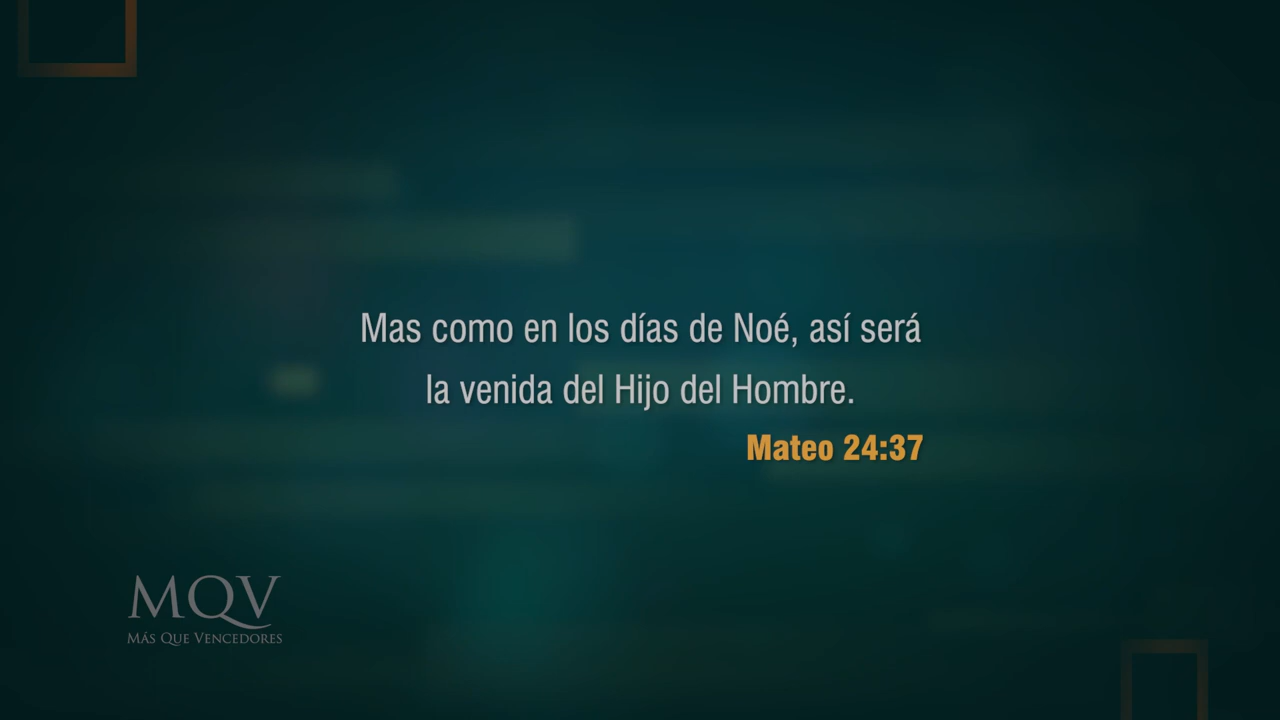 Mas como en los días de Noé, así será
la venida del Hijo del Hombre.
Mateo 24:37
MQV
MÁS QUE VENCEDORES